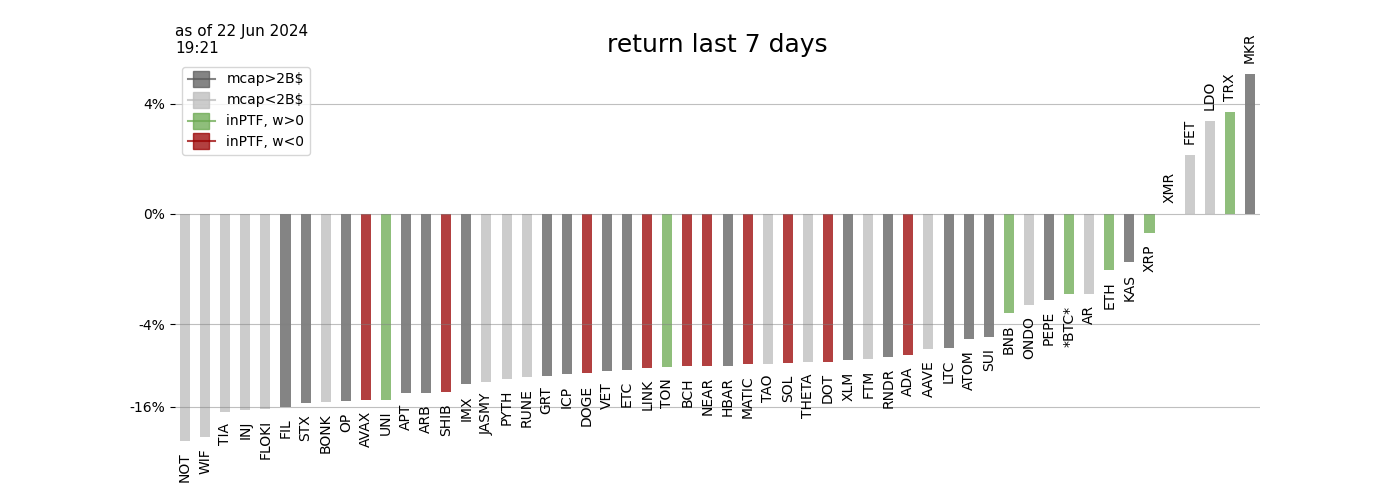 as of 22 Jun 2024
19:21
return last 7 days
mcap>2B$
mcap<2B$
inPTF, w>0
inPTF, w<0
4%
0%
-4%
-16%
NOT
WIF
TIA
INJ
FLOKI
FIL
STX
BONK
OP
AVAX
UNI
APT
ARB
SHIB
IMX
JASMY
PYTH
RUNE
GRT
ICP
DOGE
VET
ETC
LINK
TON
BCH
NEAR
HBAR
MATIC
TAO
SOL
THETA
DOT
XLM
FTM
RNDR
ADA
AAVE
LTC
ATOM
SUI
BNB
ONDO
PEPE
*BTC*
AR
ETH
KAS
XRP
XMR
FET
LDO
TRX
MKR